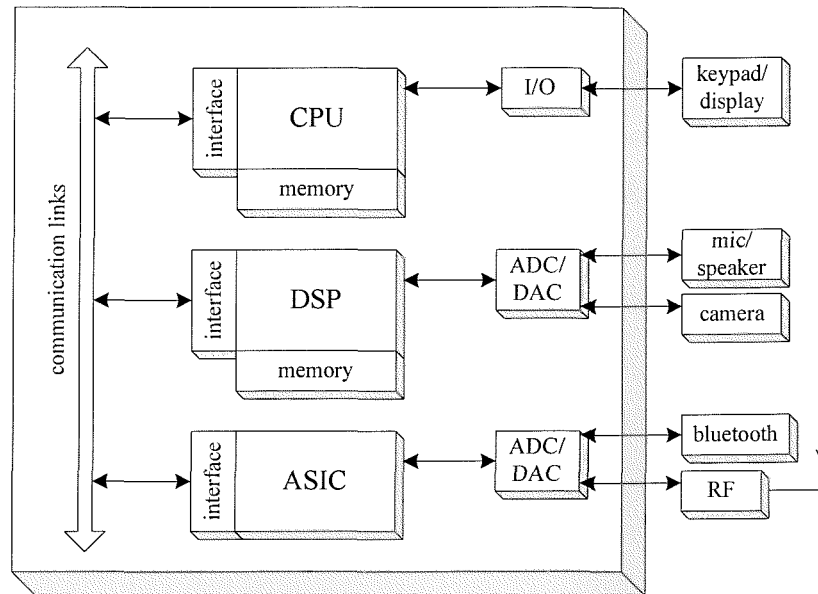 communication links
interface
CPU
memory
I/O
keypad/
display
interface
DSP
memory
ADC/
DAC
mic/
speaker
camera
interface
ASIC
ADC/
DAC
bluetooth
RF